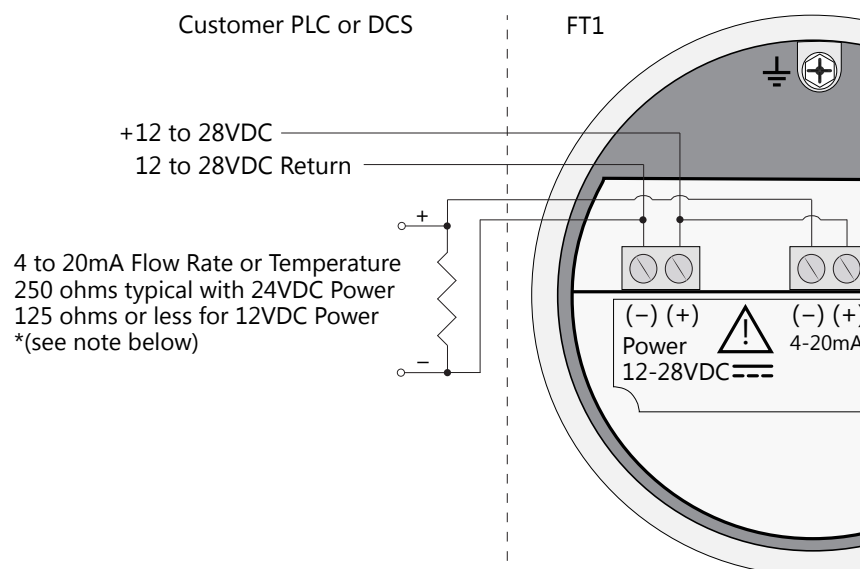 Customer PLC or DCS
FT1
+12 to 28VDC
12 to 28VDC Return
+
4 to 20mA Flow Rate or Temperature
250 ohms typical with 24VDC Power
125 ohms or less for 12VDC Power
*(see note below)
–
(–) (+)
Power
12-28VDC
!
(–) (+)
4-20mA